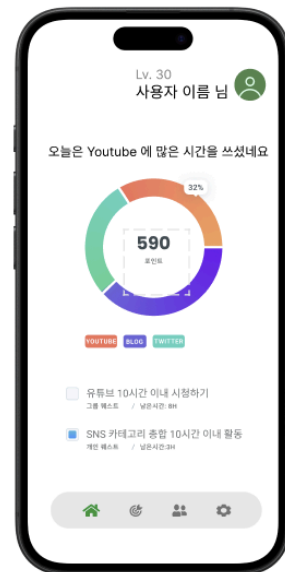 Lv. 30
사용자 이름 님
오늘은 Youtube 에 많은 시간을 쓰셨네요
32%
590
포인트
YOUTUBE BLOG TWITTER
유튜브 10시간 이내 시청하기
그룹 퀘스트 / 남은시간: 8H
SNS 카테고리 총합 10시간 이내 활동
개인 퀘스트 / 남은시간:3H